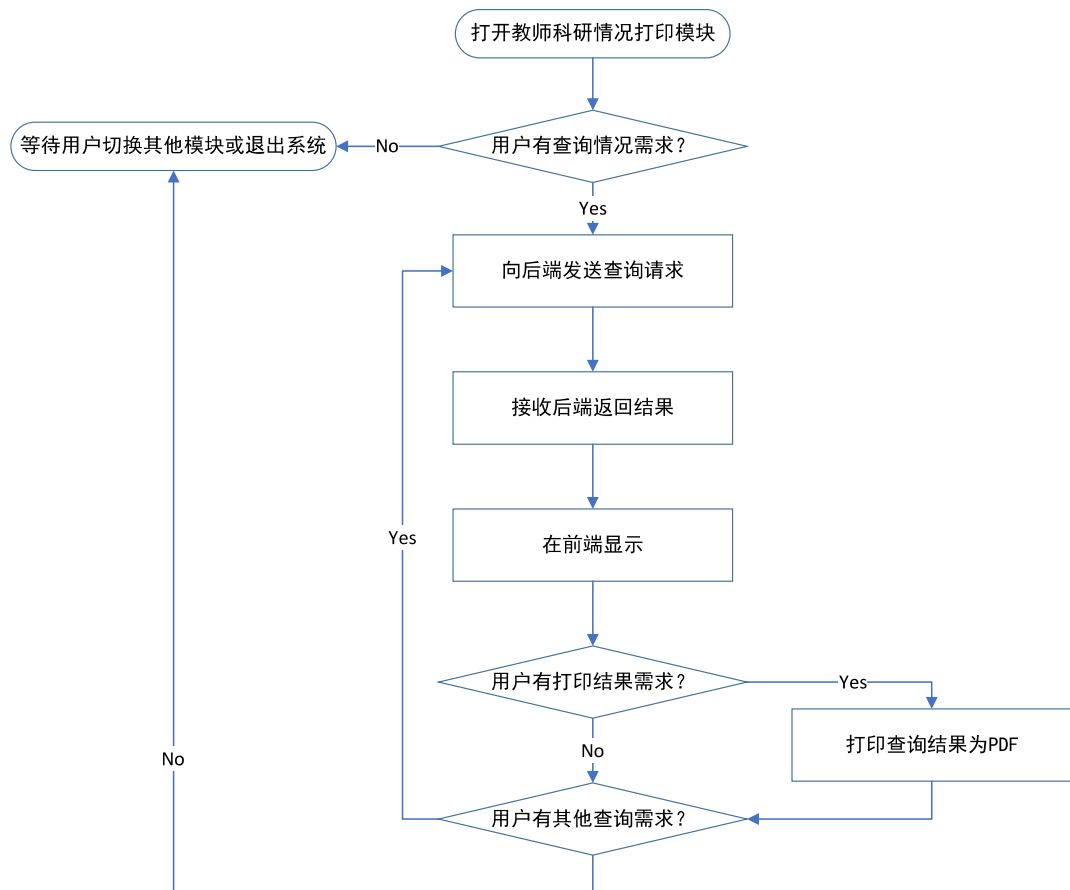 打开教师科研情况打印模块
用户有查询情况需求？
No
等待用户切换其他模块或退出系统
Yes
向后端发送查询请求
接收后端返回结果
Yes
在前端显示
用户有打印结果需求？
Yes
打印查询结果为PDF
No
No
用户有其他查询需求？